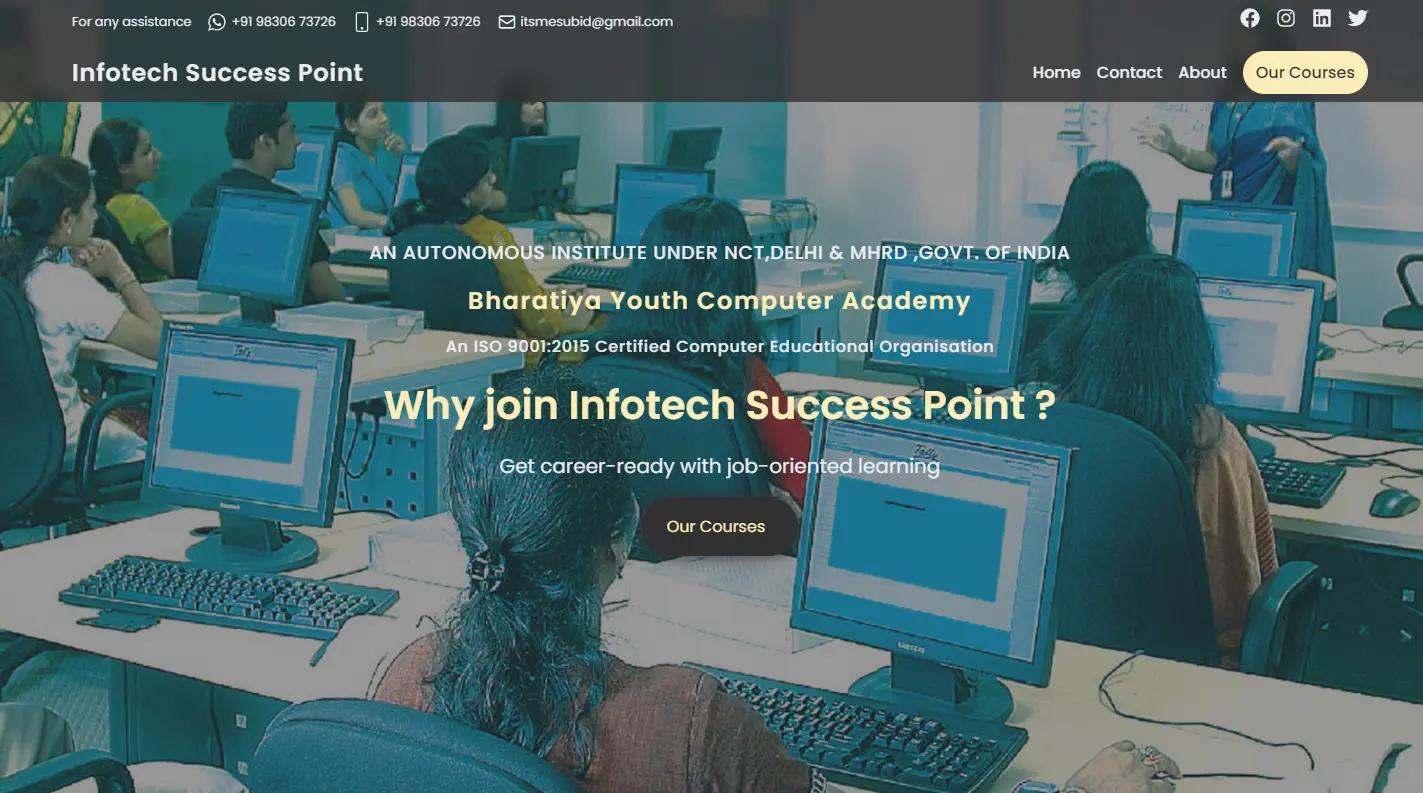 For any assistance +91 98306 73726 +91 98306 73726 itsmesubid@gmail.com
Infotech Success Point Home Contact About Our Courses
AN AUTONOMOUS INSTITUTE UNDER NCT,DELHI & MHRD ,GOVT. OF INDIA
Bharatiya Youth Computer Academy
An ISO 9001:2015 Certified Computer Educational Organisation
Why join Infotech Success Point ?
Get career-ready with job-oriented learning
Our Courses
Tally
Tally